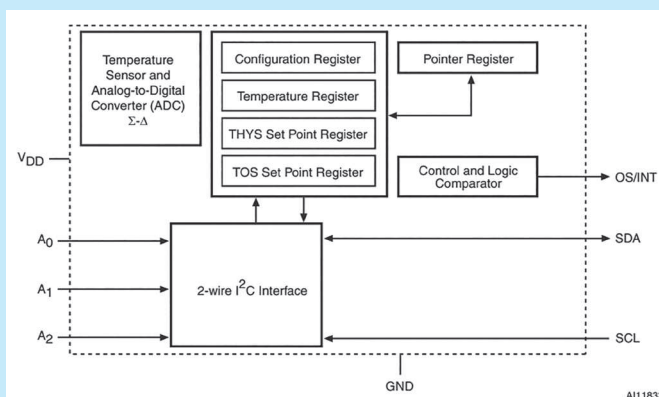 Temperature
Sensor and
Analog-to-Digital
Converter (ADC)
Σ-Δ
Configuration Register
Temperature Register
THYS Set Point Register
TOS Set Point Register
Pointer Register
Control and Logic
Comparator
VDD
OS/INT
A0
A1
A2
2-wire I2C Interface
SDA
SCL
GND